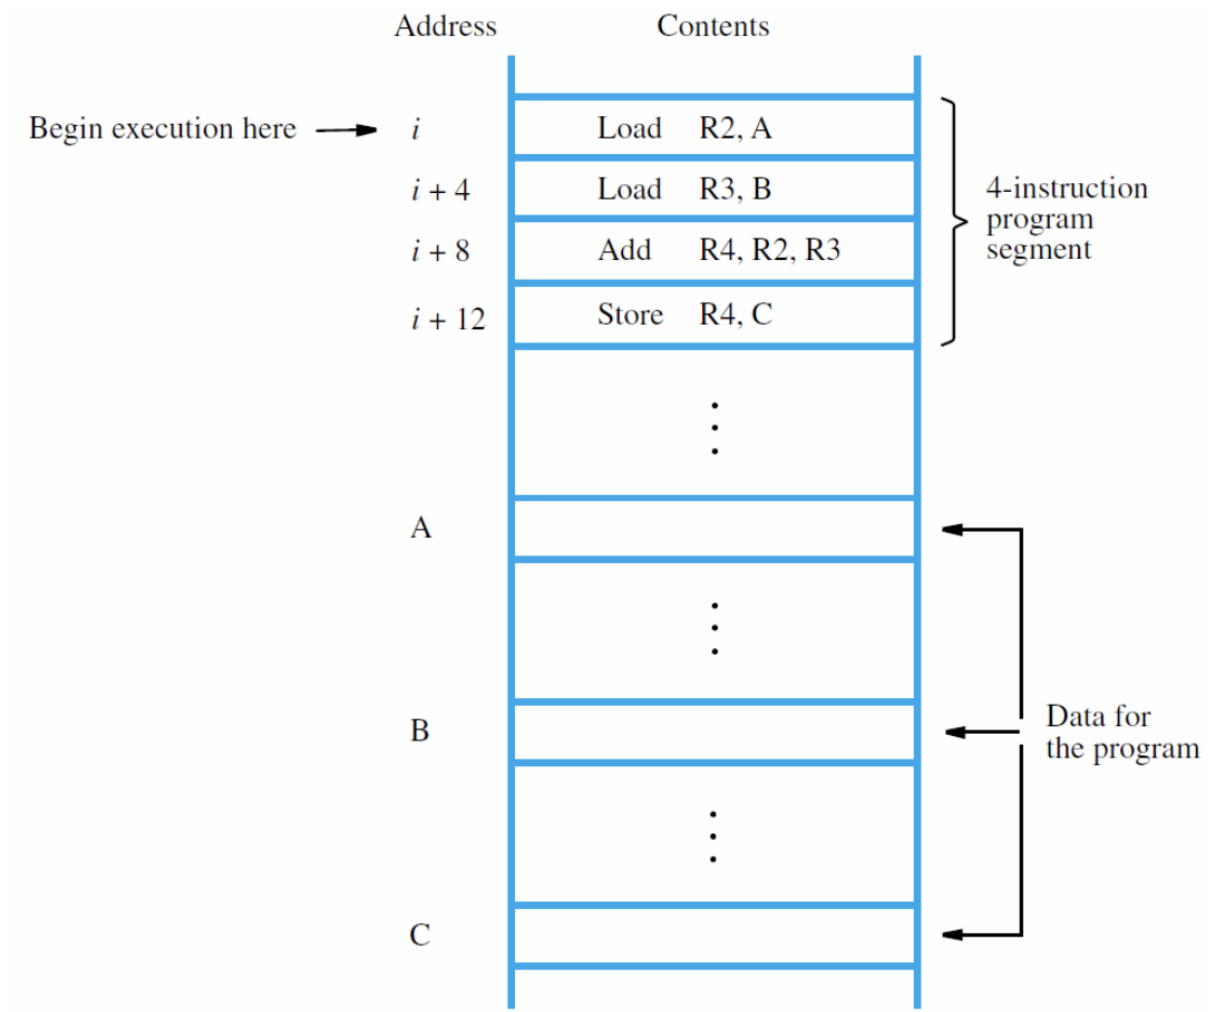 Address Contents
Begin execution here i Load R2, A
i + 4 Load R3, B
i + 8 Add R4, R2, R3
i + 12 Store R4, C
4-instruction
program
segment
A
B
C
Data for
the program